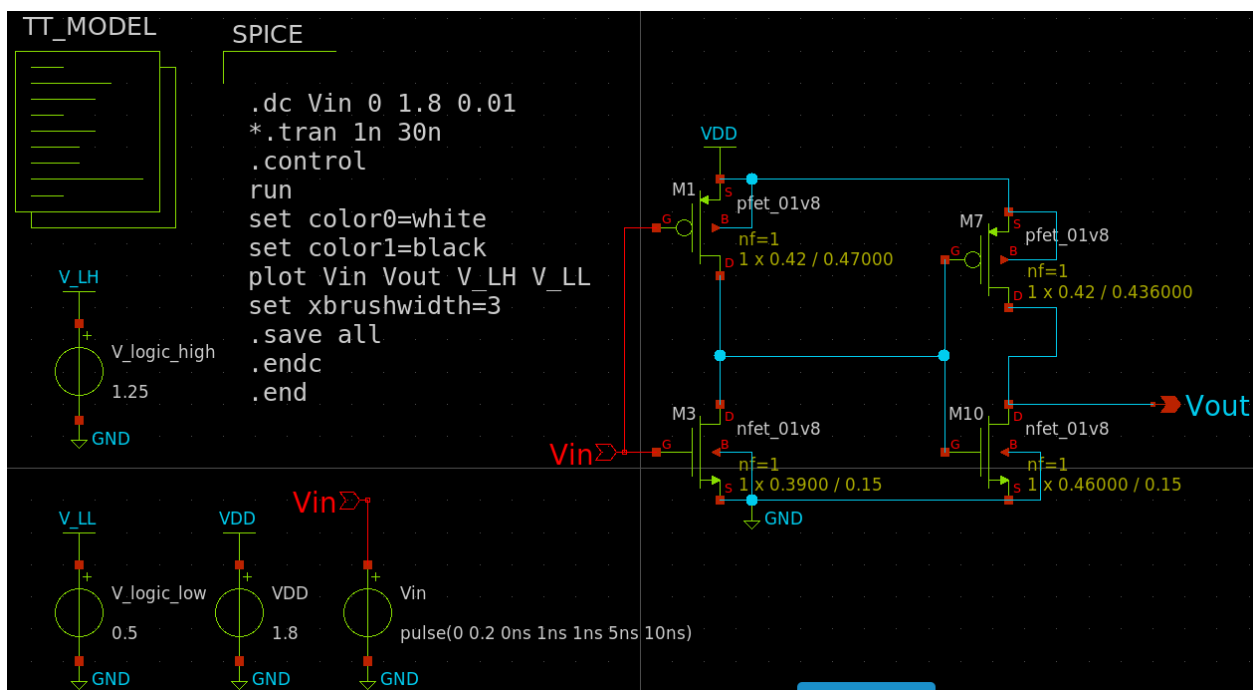 TT_MODEL
SPICE
.dc Vin 0 1.8 0.01
*.tran 1n 30n
.control
run
set color0=white
set color1=black
plot Vin Vout V_LH V_LL
set xbrushwidth=3
.save all
.endc
.end
V_LH
+
V_logic_high
1.25
GND
V_LL
+
V_logic_low
0.5
GND
VDD
+
VDD
1.8
GND
Vin
+
Vin
pulse(0 0.2 0ns 1ns 1ns 5ns 10ns)
GND
VDD
M1
S
pfet_01v8
G
B
nf=1
D
1 x 0.42 / 0.47000
M7
S
pfet_01v8
G
B
nf=1
D
1 x 0.42 / 0.436000
Vin
M3
D
nfet_01v8
G
B
nf=1
S
1 x 0.3900 / 0.15
GND
M10
D
nfet_01v8
G
B
nf=1
S
1 x 0.46000 / 0.15
Vout